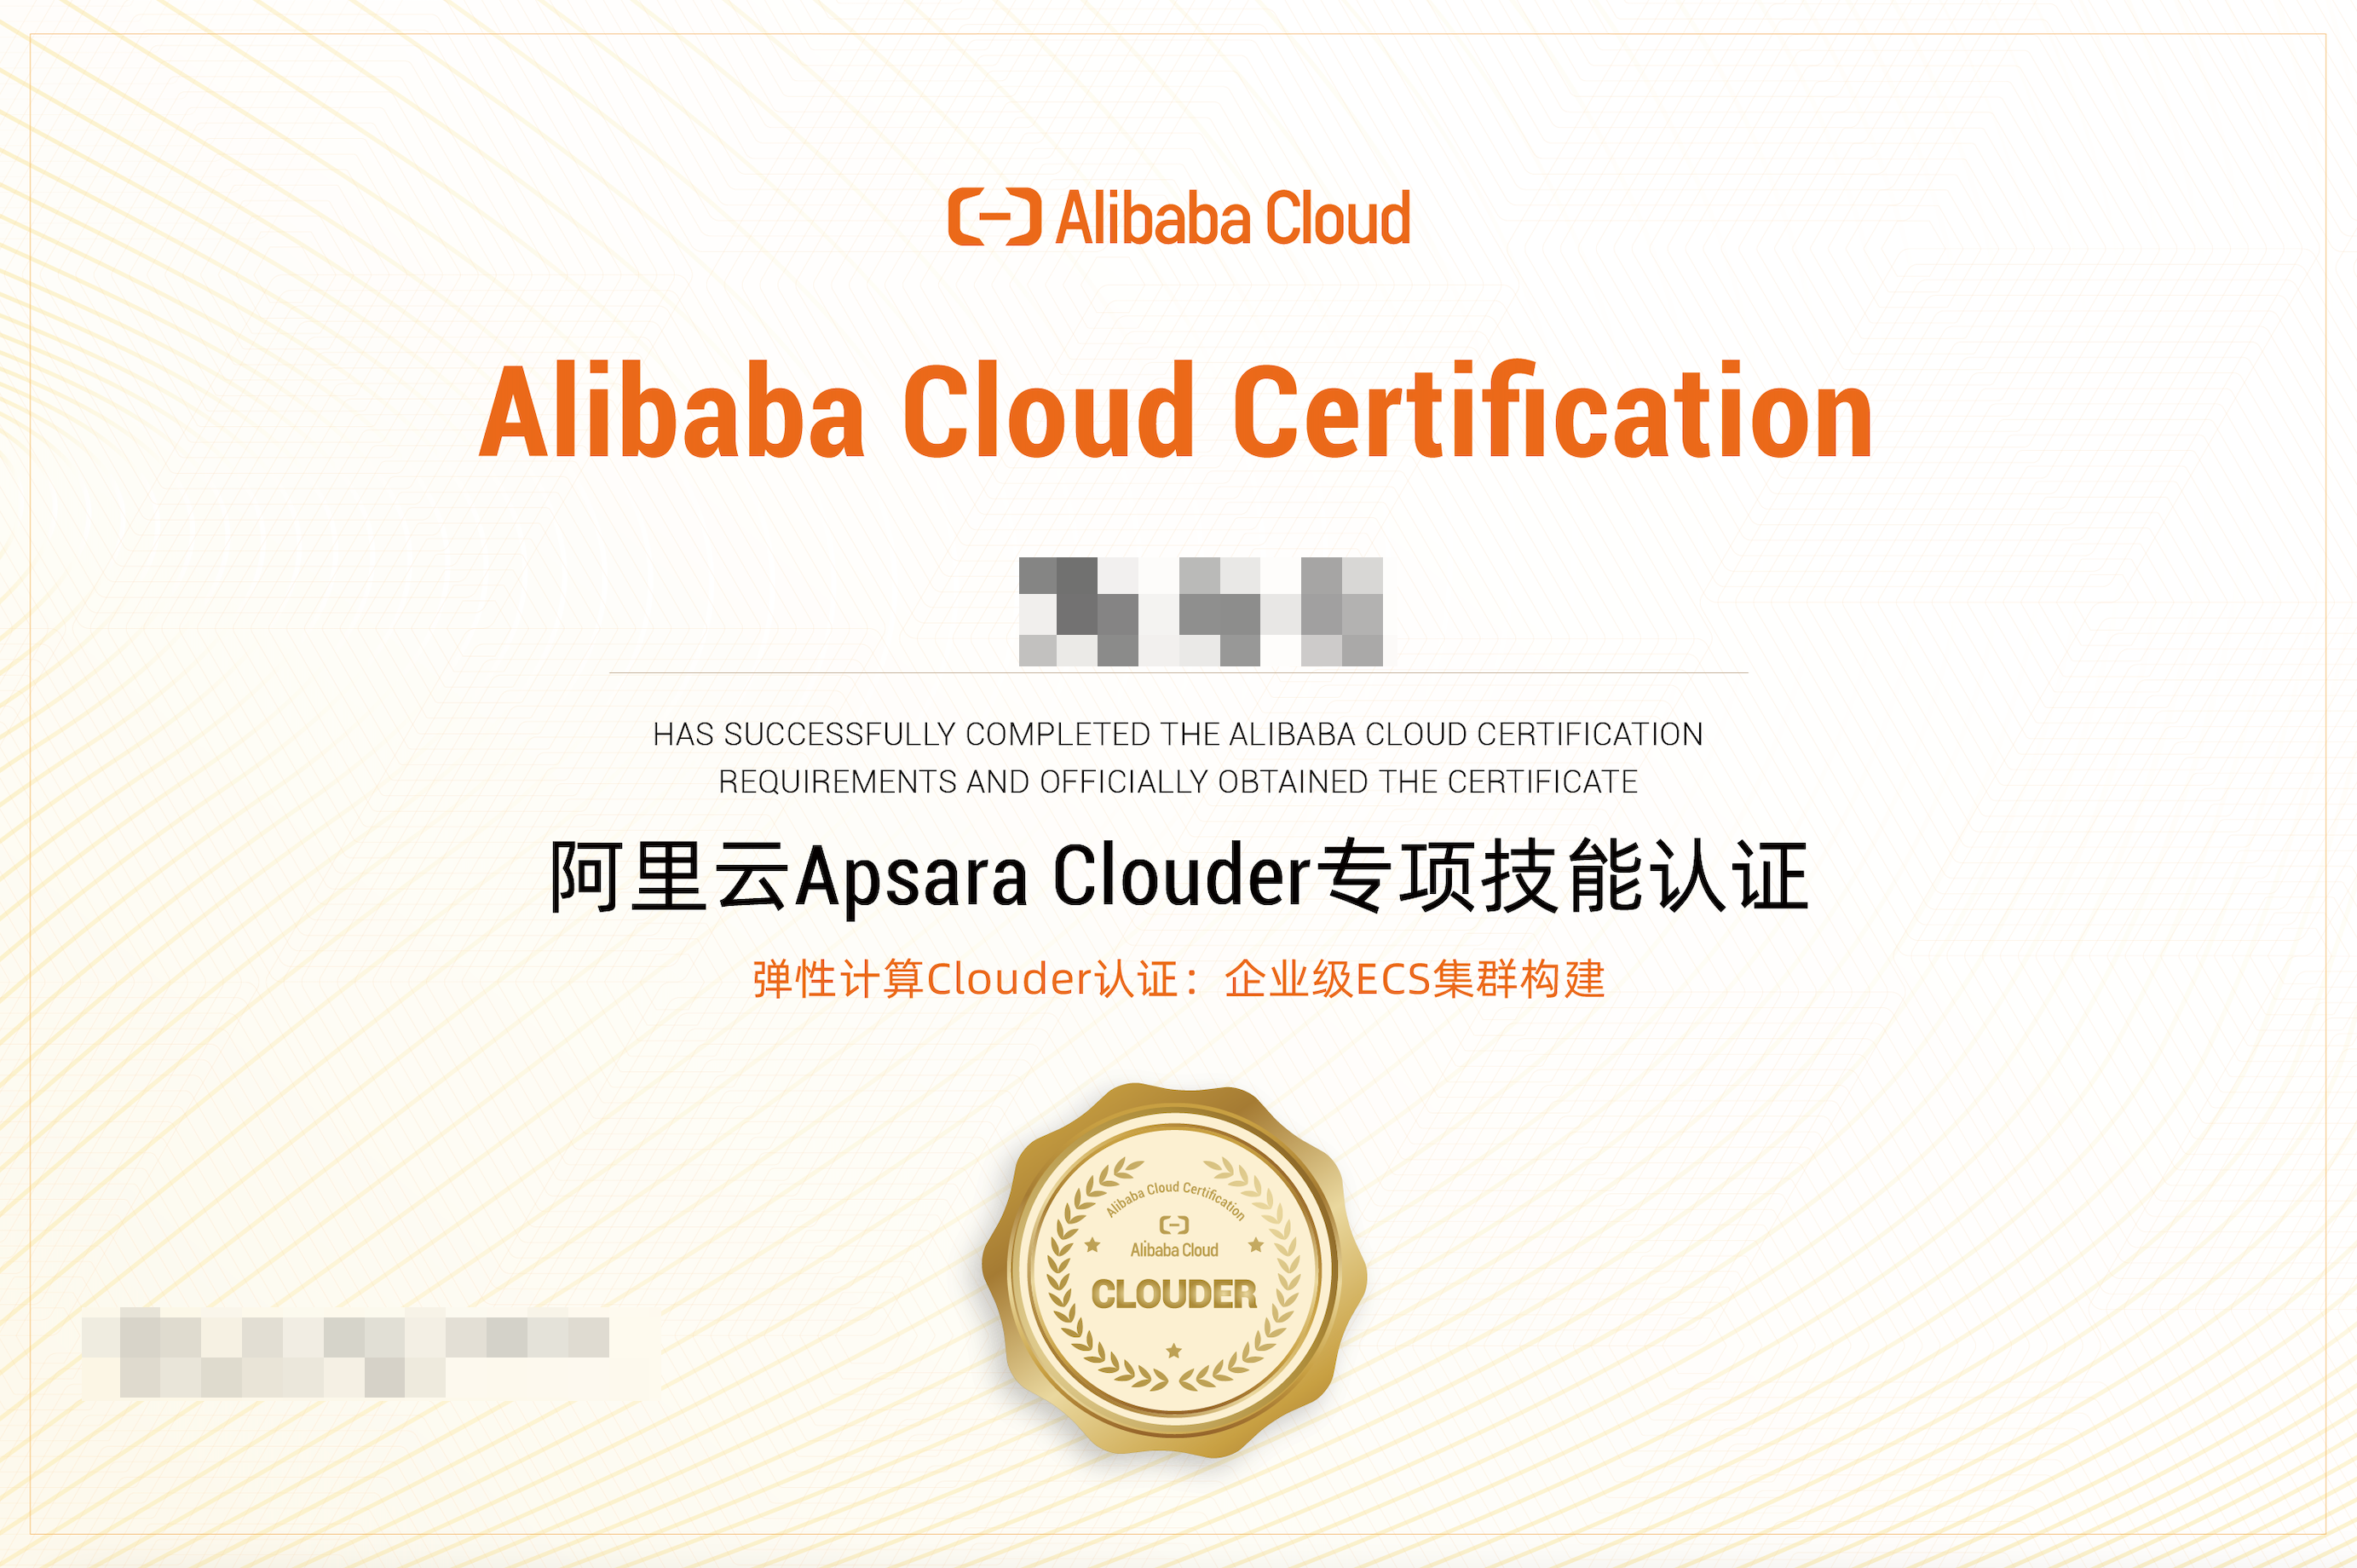 Alibaba Cloud
Alibaba Cloud Certification
HAS SUCCESSFULLY COMPLETED THE ALIBABA CLOUD CERTIFICATION
REQUIREMENTS AND OFFICIALLY OBTAINED THE CERTIFICATE
阿里云Apsara Clouder专项技能认证
弹性计算Clouder认证：企业级ECS集群构建
Alibaba Cloud Certification
Alibaba Cloud
CLOUDER